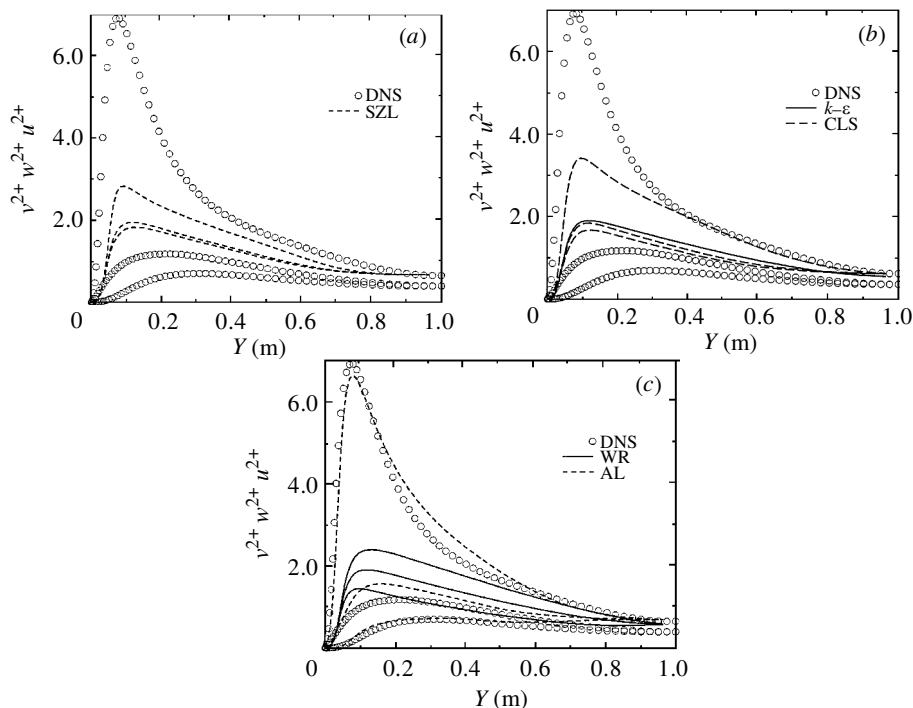 (a)
6.0
4.0
2.0
v²⁺ w²⁺ u²⁺
DNS
SZL
0 0.2 0.4 0.6 0.8 1.0
Y (m)
(b)
6.0
4.0
2.0
v²⁺ w²⁺ u²⁺
DNS
k–ε
CLS
0 0.2 0.4 0.6 0.8 1.0
Y (m)
(c)
6.0
4.0
2.0
v²⁺ w²⁺ u²⁺
DNS
WR
AL
0 0.2 0.4 0.6 0.8 1.0
Y (m)